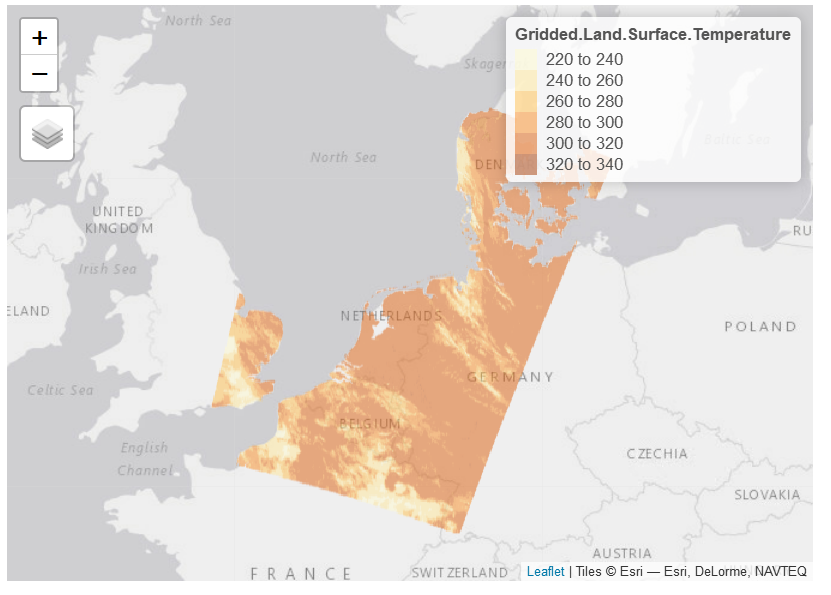 +
−
North Sea
Gridded.Land.Surface.Temperature
220 to 240
240 to 260
260 to 280
280 to 300
300 to 320
320 to 340
Skager
Baltic Sea
North Sea
DENMARK
UNITED
KINGDOM
RU
Irish Sea
ELAND
NETHERLANDS
POLAND
GERMANY
Celtic Sea
BELGIUM
English
Channel
CZECHIA
SLOVAKIA
AUSTRIA
FRANCE
SWITZERLAND
Leaflet | Tiles © Esri — Esri, DeLorme, NAVTEQ